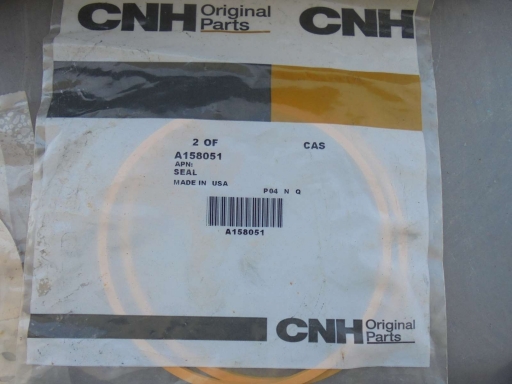 CNH Original Parts CNH
2 OF CAS
A158051
APN:
SEAL
MADE IN USA
P04 N Q
A158051
CNH Original Parts